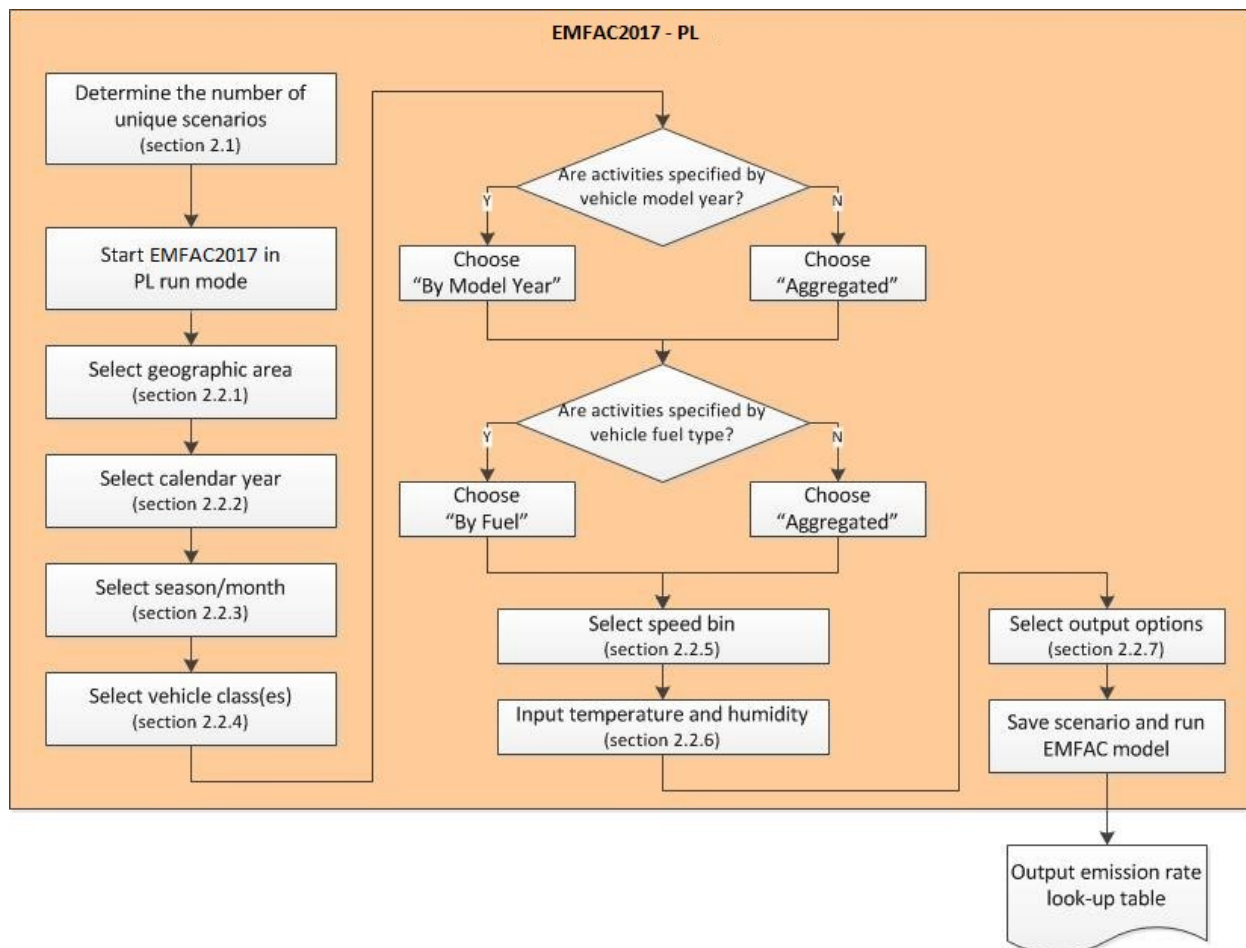 EMFAC2017 - PL
Determine the number of
unique scenarios
(section 2.1)
Start EMFAC2017 in
PL run mode
Select geographic area
(section 2.2.1)
Select calendar year
(section 2.2.2)
Select season/month
(section 2.2.3)
Select vehicle class(es)
(section 2.2.4)
Are activities specified by
vehicle model year?
Y
N
Choose
“By Model Year”
Choose
“Aggregated”
Are activities specified by
vehicle fuel type?
Y
N
Choose
“By Fuel”
Choose
“Aggregated”
Select speed bin
(section 2.2.5)
Input temperature and humidity
(section 2.2.6)
Select output options
(section 2.2.7)
Save scenario and run
EMFAC model
Output emission rate
look-up table